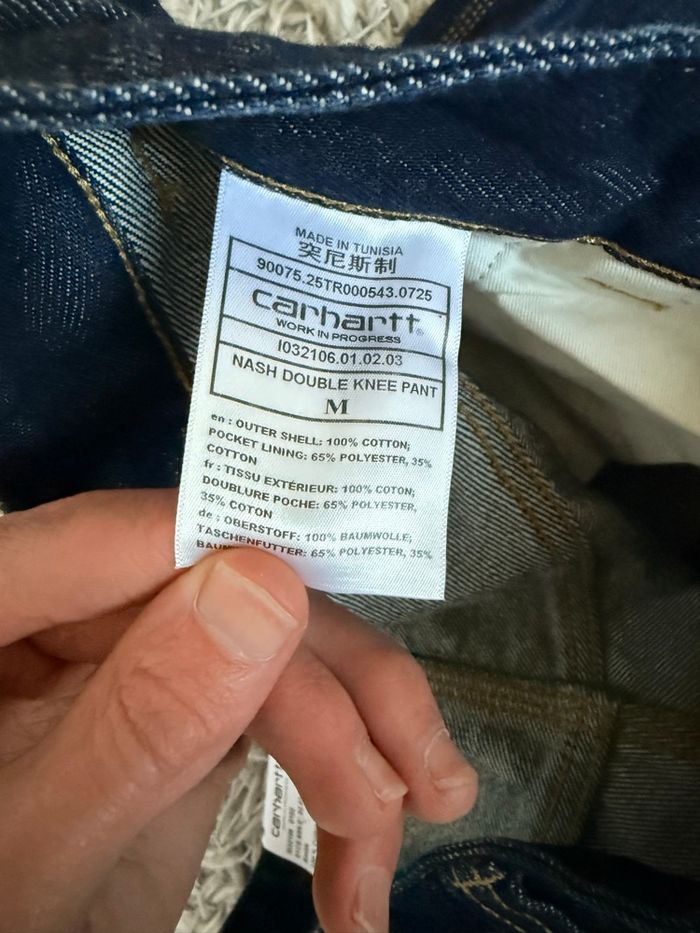 MADE IN TUNISIA
突尼斯制
90075.25TR000543.0725
carhartt®
WORK IN PROGRESS
I032106.01.02.03
NASH DOUBLE KNEE PANT
M
en : OUTER SHELL: 100% COTTON;
POCKET LINING: 65% POLYESTER, 35%
COTTON
fr : TISSU EXTÉRIEUR: 100% COTON;
DOUBLURE POCHE: 65% POLYESTER,
35% COTON
de : OBERSTOFF: 100% BAUMWOLLE;
TASCHENFUTTER: 65% POLYESTER, 35%
carhartt